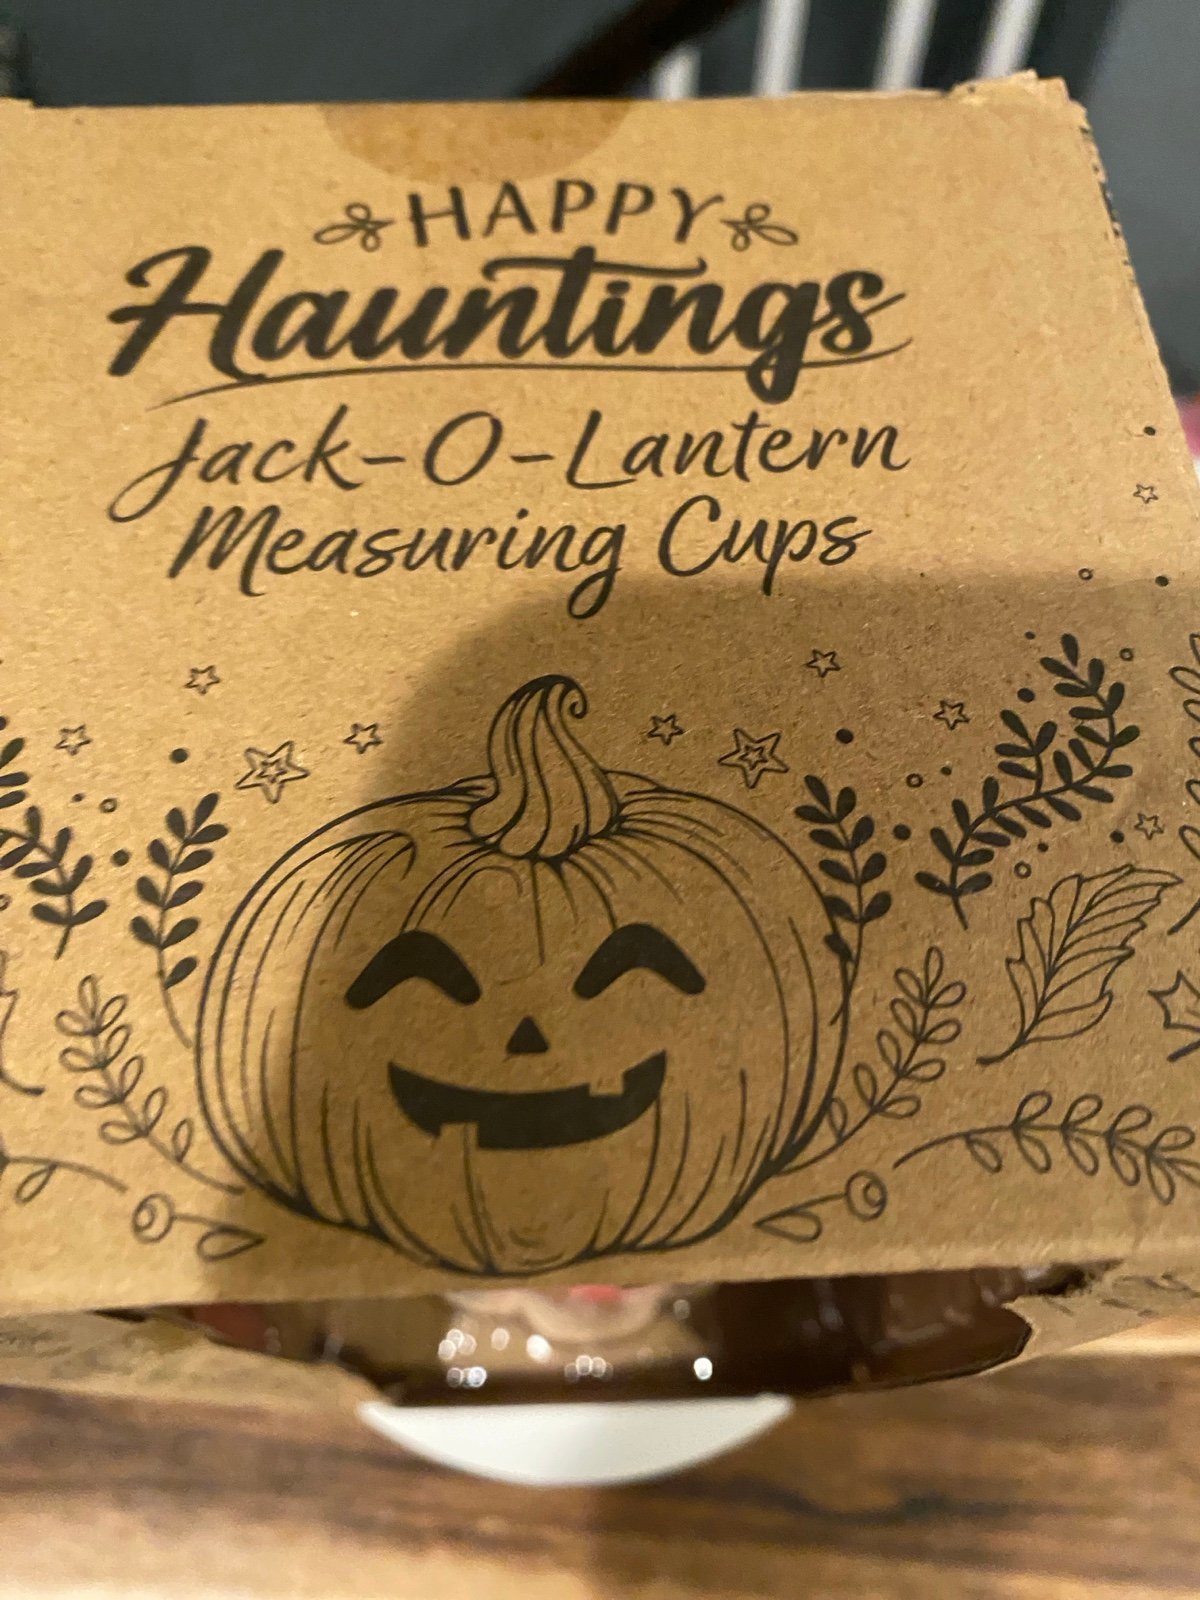 HAPPY
Hauntings
Jack-O-Lantern
Measuring Cups